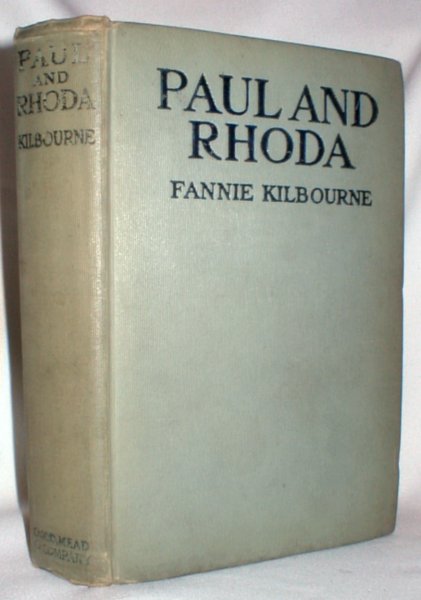 PAUL
AND
RHODA
KILBOURNE
DODD, MEAD
& COMPANY
PAUL AND
RHODA
FANNIE KILBOURNE